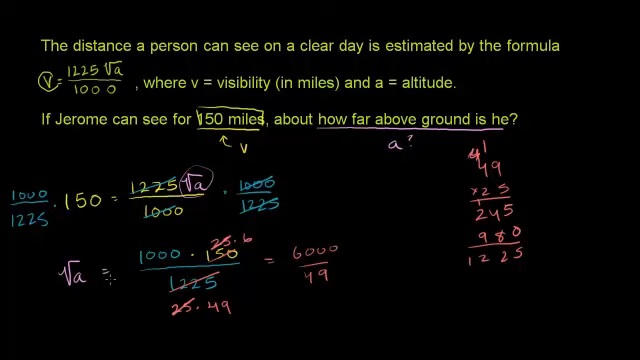 The distance a person can see on a clear day is estimated by the formula
v = 1225 √a / 1000 , where v = visibility (in miles) and a = altitude.
If Jerome can see for 150 miles, about how far above ground is he?
↑ v
a?
1000/1225 · 150 = 1225 √a / 1000 · 1000/1225
√a = 1000 · 150 / 1225 = 6000 / 49
25 · 6
25 · 49
4 1
49
× 25
245
980
1225